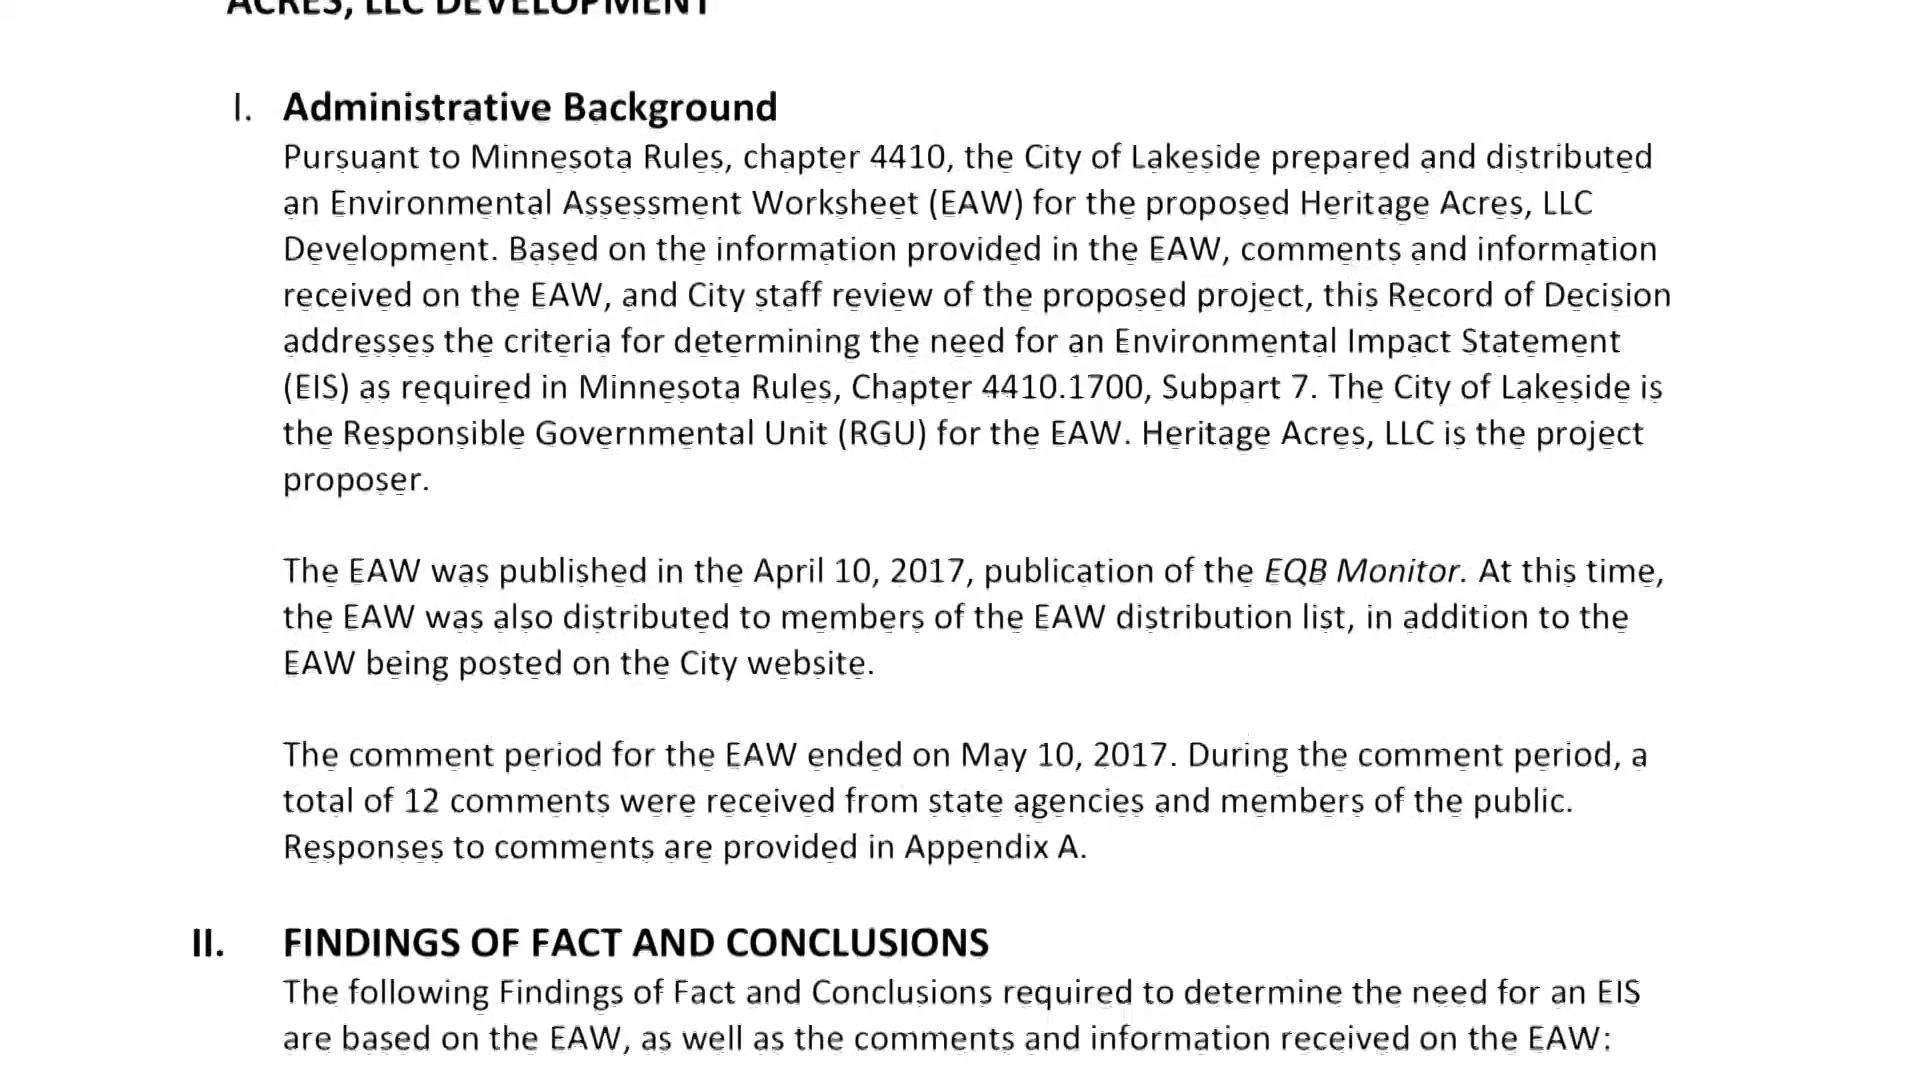 ACRES, LLC DEVELOPMENT
I. Administrative Background
Pursuant to Minnesota Rules, chapter 4410, the City of Lakeside prepared and distributed
an Environmental Assessment Worksheet (EAW) for the proposed Heritage Acres, LLC
Development. Based on the information provided in the EAW, comments and information
received on the EAW, and City staff review of the proposed project, this Record of Decision
addresses the criteria for determining the need for an Environmental Impact Statement
(EIS) as required in Minnesota Rules, Chapter 4410.1700, Subpart 7. The City of Lakeside is
the Responsible Governmental Unit (RGU) for the EAW. Heritage Acres, LLC is the project
proposer.
The EAW was published in the April 10, 2017, publication of the EQB Monitor. At this time,
the EAW was also distributed to members of the EAW distribution list, in addition to the
EAW being posted on the City website.
The comment period for the EAW ended on May 10, 2017. During the comment period, a
total of 12 comments were received from state agencies and members of the public.
Responses to comments are provided in Appendix A.
II. FINDINGS OF FACT AND CONCLUSIONS
The following Findings of Fact and Conclusions required to determine the need for an EIS
are based on the EAW, as well as the comments and information received on the EAW: